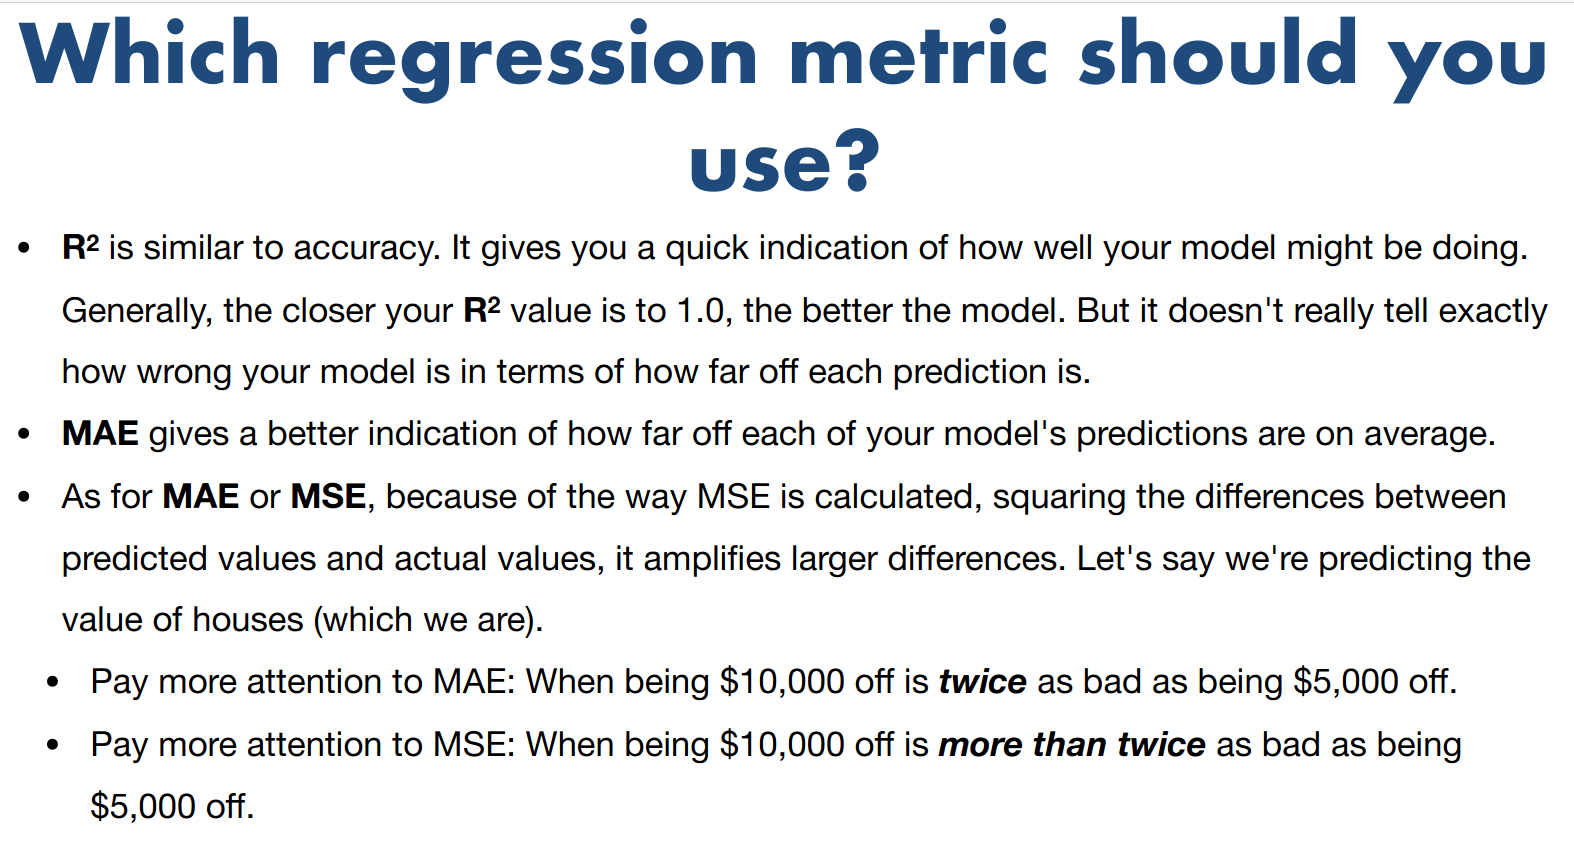 Which regression metric should you
use?
• R² is similar to accuracy. It gives you a quick indication of how well your model might be doing.
Generally, the closer your R² value is to 1.0, the better the model. But it doesn't really tell exactly
how wrong your model is in terms of how far off each prediction is.
• MAE gives a better indication of how far off each of your model's predictions are on average.
• As for MAE or MSE, because of the way MSE is calculated, squaring the differences between
predicted values and actual values, it amplifies larger differences. Let's say we're predicting the
value of houses (which we are).
• Pay more attention to MAE: When being $10,000 off is twice as bad as being $5,000 off.
• Pay more attention to MSE: When being $10,000 off is more than twice as bad as being
$5,000 off.